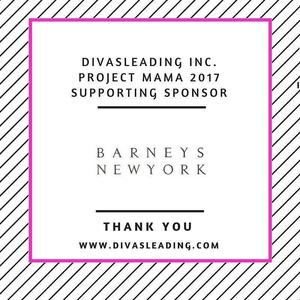 DIVASLEADING INC.
PROJECT MAMA 2017
SUPPORTING SPONSOR
BARNEYS
NEWYORK
THANK YOU
WWW.DIVASLEADING.COM